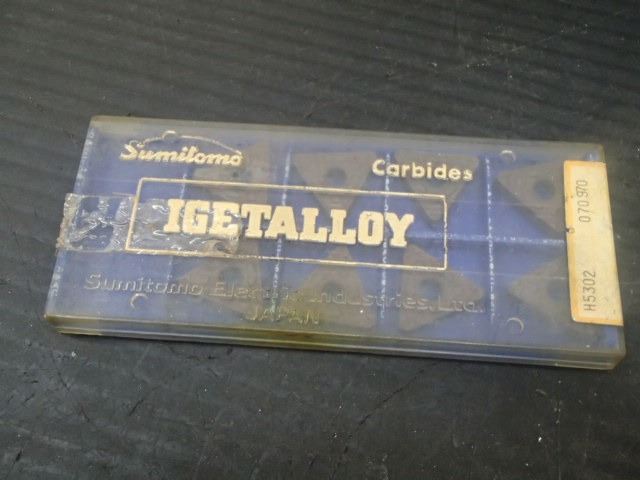 Sumitomo
Carbides
IGETALLOY
Sumitomo Electric Industries, Ltd.
JAPAN
H5302 070970